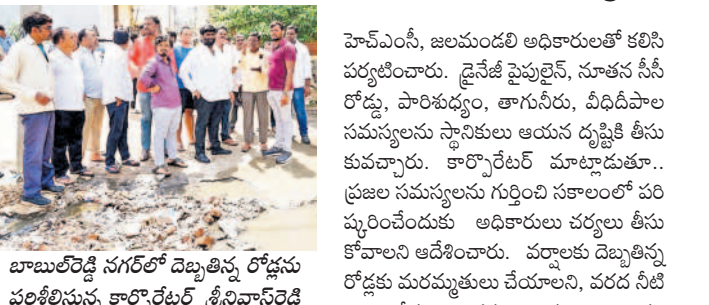 హెచ్ఎంసీ, జలమండలి అధికారులతో కలిసి
పర్యటించారు. డ్రైనేజీ పైపులైన్, నూతన సీసీ
రోడ్డు, పారిశుధ్యం, తాగునీరు, వీధిదీపాల
సమస్యలను స్థానికులు ఆయన దృష్టికి తీసు
కువచ్చారు. కార్పొరేటర్ మాట్లాడుతూ..
ప్రజల సమస్యలను గుర్తించి సకాలంలో పరి
ష్కరించేందుకు అధికారులు చర్యలు తీసు
కోవాలని ఆదేశించారు. వర్షాలకు దెబ్బతిన్న
రోడ్లకు మరమ్మతులు చేయాలని, వరద నీటి
బాబుల్‌రెడ్డి నగర్‌లో దెబ్బతిన్న రోడ్లను
పరిశీలిస్తున్న కార్పొరేటర్ శ్రీనివాస్‌రెడ్డి